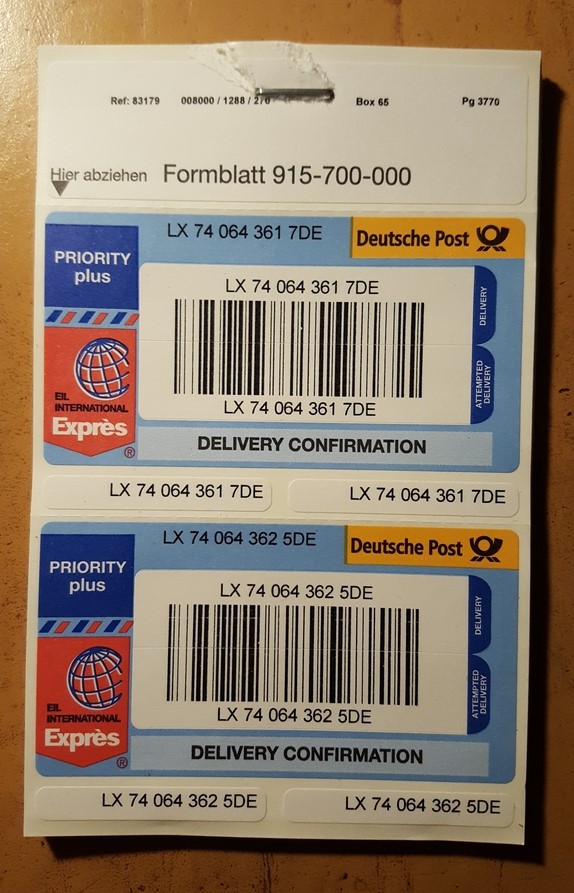 Ref: 83179 008000 / 1288 / 270 Box 65 Pg 3770
Hier abziehen Formblatt 915-700-000
LX 74 064 361 7DE
Deutsche Post
PRIORITY
plus
LX 74 064 361 7DE
DELIVERY
ATTEMPTED
DELIVERY
EIL
INTERNATIONAL
Exprès
®
LX 74 064 361 7DE
DELIVERY CONFIRMATION
LX 74 064 361 7DE LX 74 064 361 7DE
LX 74 064 362 5DE
Deutsche Post
PRIORITY
plus
LX 74 064 362 5DE
DELIVERY
ATTEMPTED
DELIVERY
EIL
INTERNATIONAL
Exprès
®
LX 74 064 362 5DE
DELIVERY CONFIRMATION
LX 74 064 362 5DE LX 74 064 362 5DE